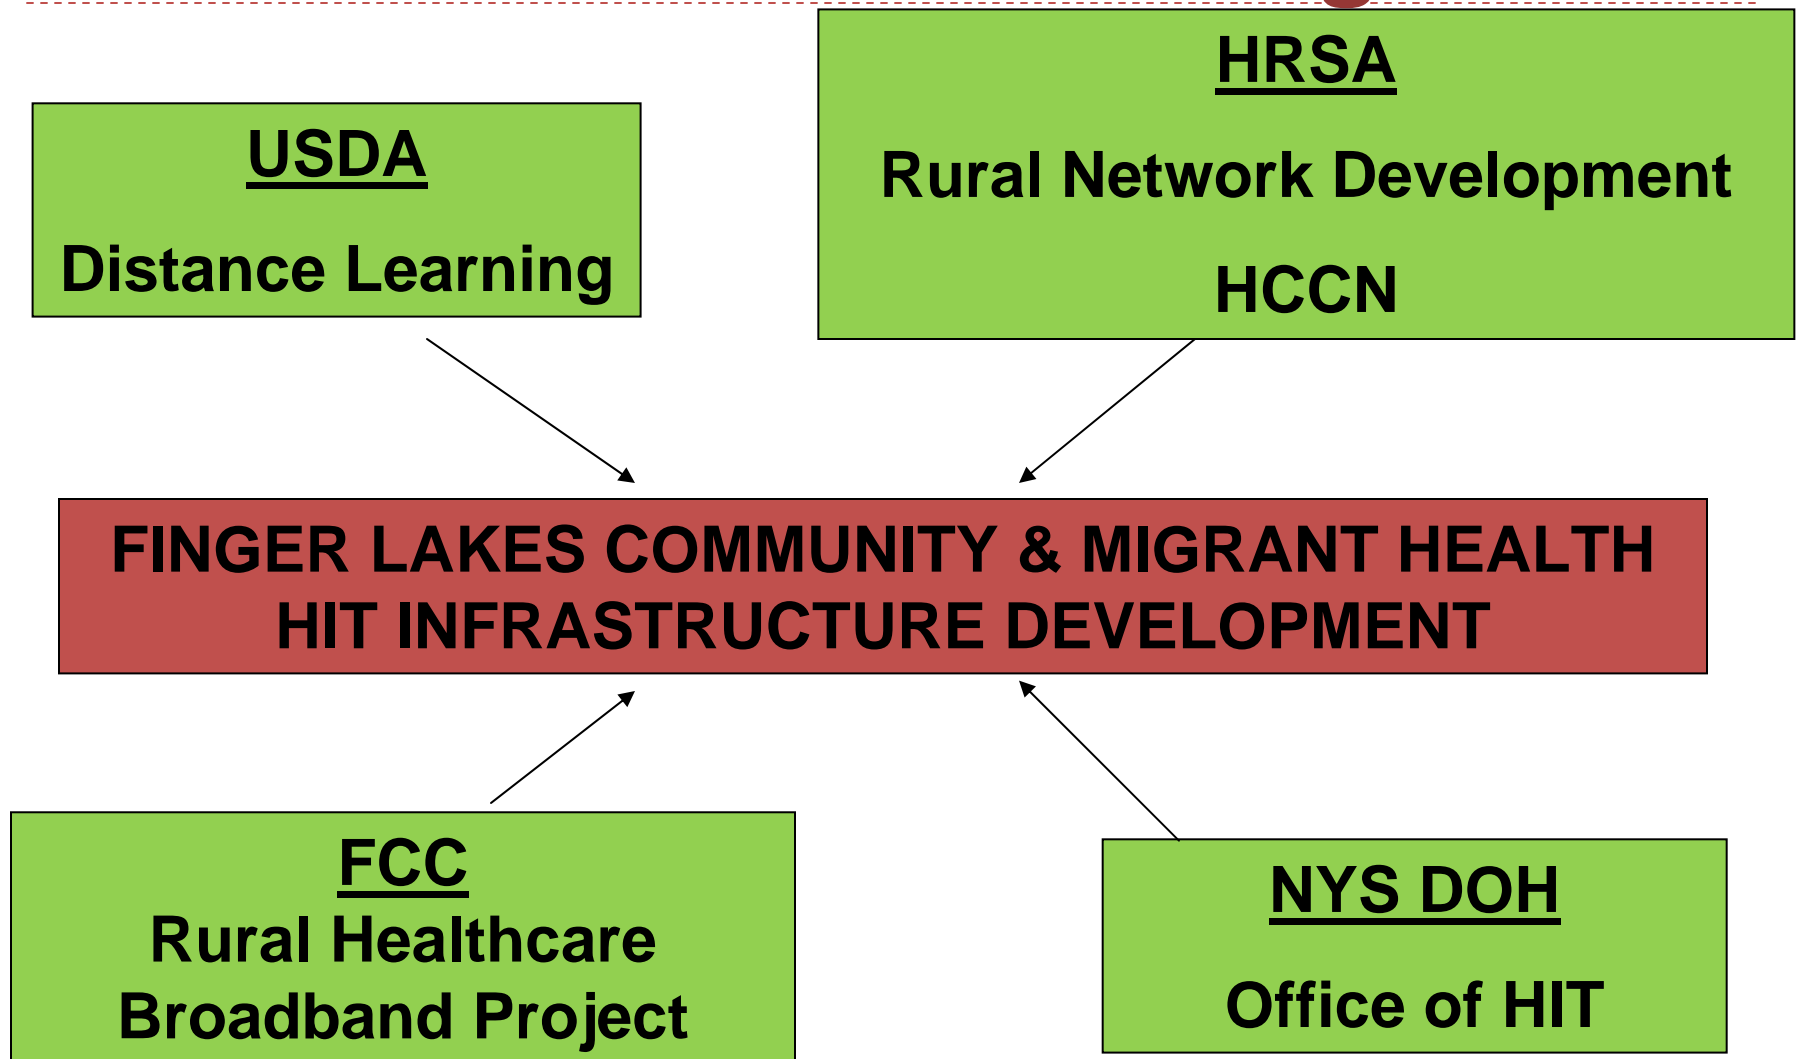 USDA
Distance Learning
HRSA
Rural Network Development
HCCN
FINGER LAKES COMMUNITY & MIGRANT HEALTH
HIT INFRASTRUCTURE DEVELOPMENT
FCC
Rural Healthcare
Broadband Project
NYS DOH
Office of HIT